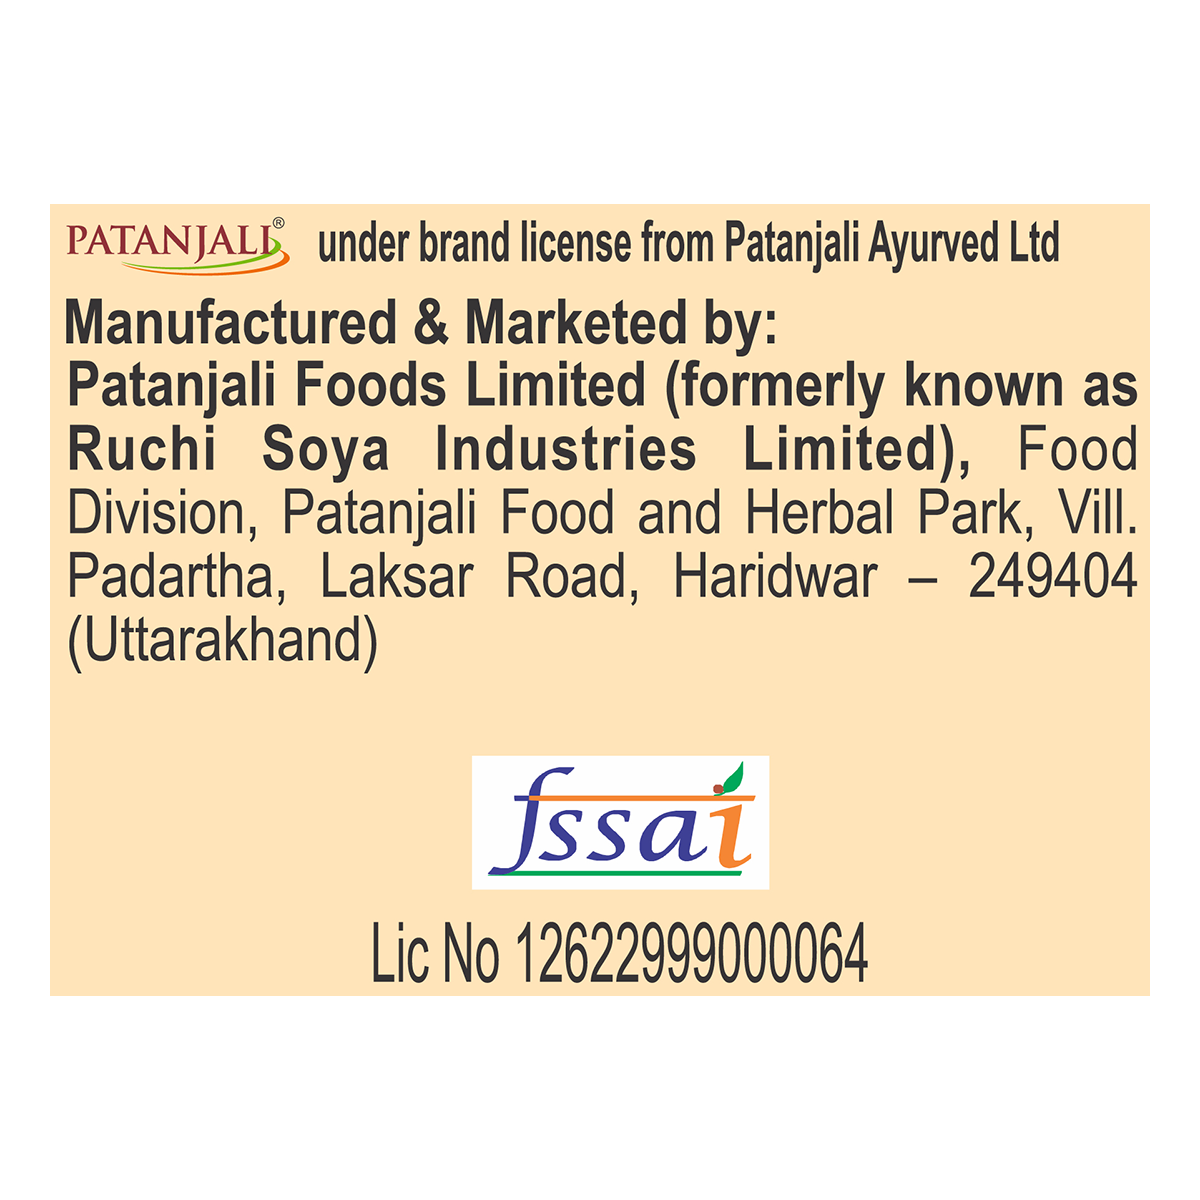 PATANJALI® under brand license from Patanjali Ayurved Ltd
Manufactured & Marketed by:
Patanjali Foods Limited (formerly known as
Ruchi Soya Industries Limited), Food
Division, Patanjali Food and Herbal Park, Vill.
Padartha, Laksar Road, Haridwar – 249404
(Uttarakhand)
fssai
Lic No 12622999000064